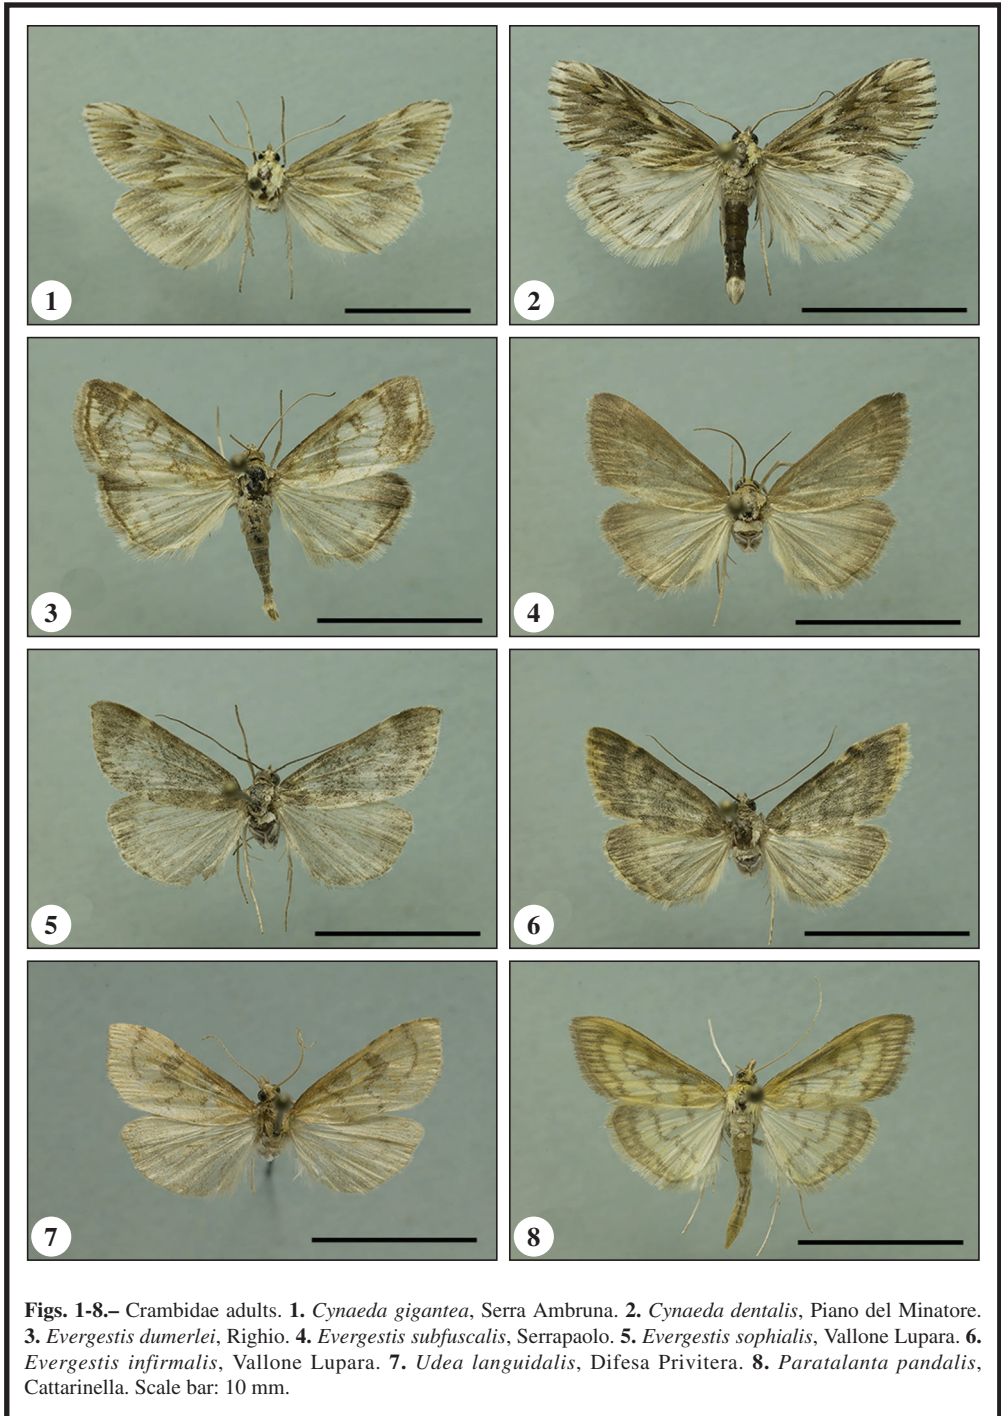 1
2
3
4
5
6
7
8
Figs. 1-8.– Crambidae adults. 1. Cynaeda gigantea, Serra Ambruna. 2. Cynaeda dentalis, Piano del Minatore.
3. Evergestis dumerlei, Righio. 4. Evergestis subfuscalis, Serrapaolo. 5. Evergestis sophialis, Vallone Lupara. 6.
Evergestis infirmalis, Vallone Lupara. 7. Udea languidalis, Difesa Privitera. 8. Paratalanta pandalis,
Cattarinella. Scale bar: 10 mm.